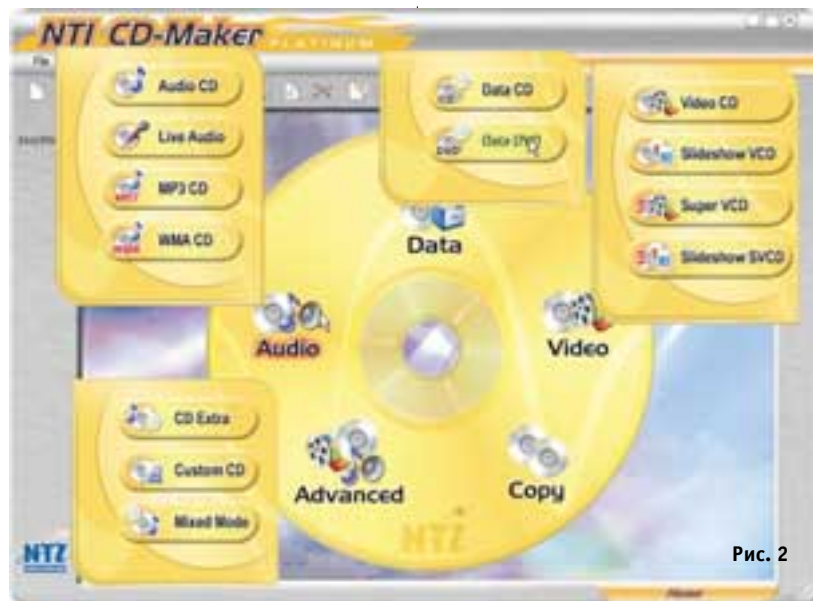 NTI CD-Maker
PLATINUM
File
Audio CD
Live Audio
MP3 CD
WMA CD
Data CD
Data DVD
Video CD
Slideshow VCD
Super VCD
Slideshow SVCD
Data
Audio
Video
CD Extra
Custom CD
Mixed Mode
Advanced
Copy
NTI
NTI
Рис. 2
Home